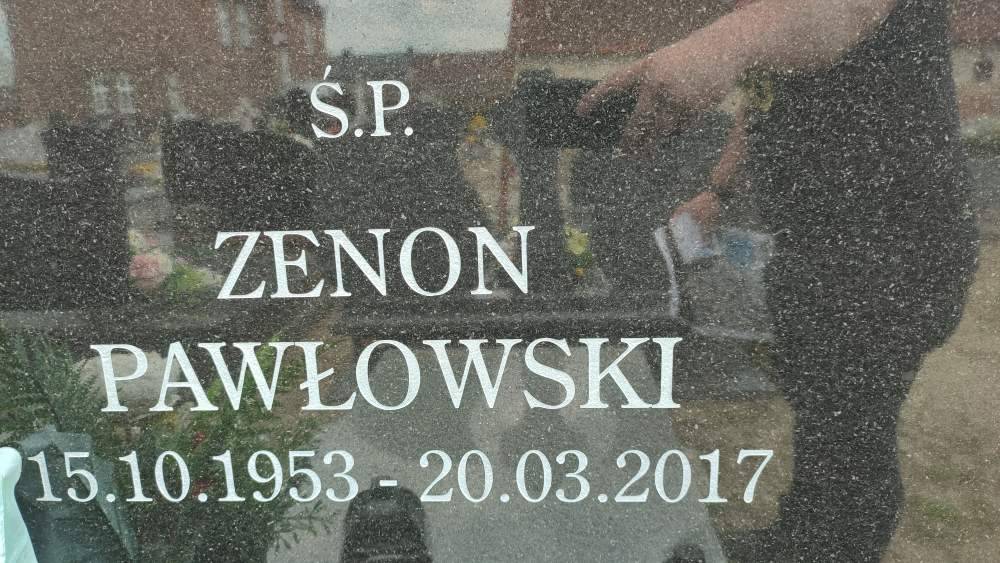 Ś.P.
ZENON
PAWŁOWSKI
15.10.1953 - 20.03.2017